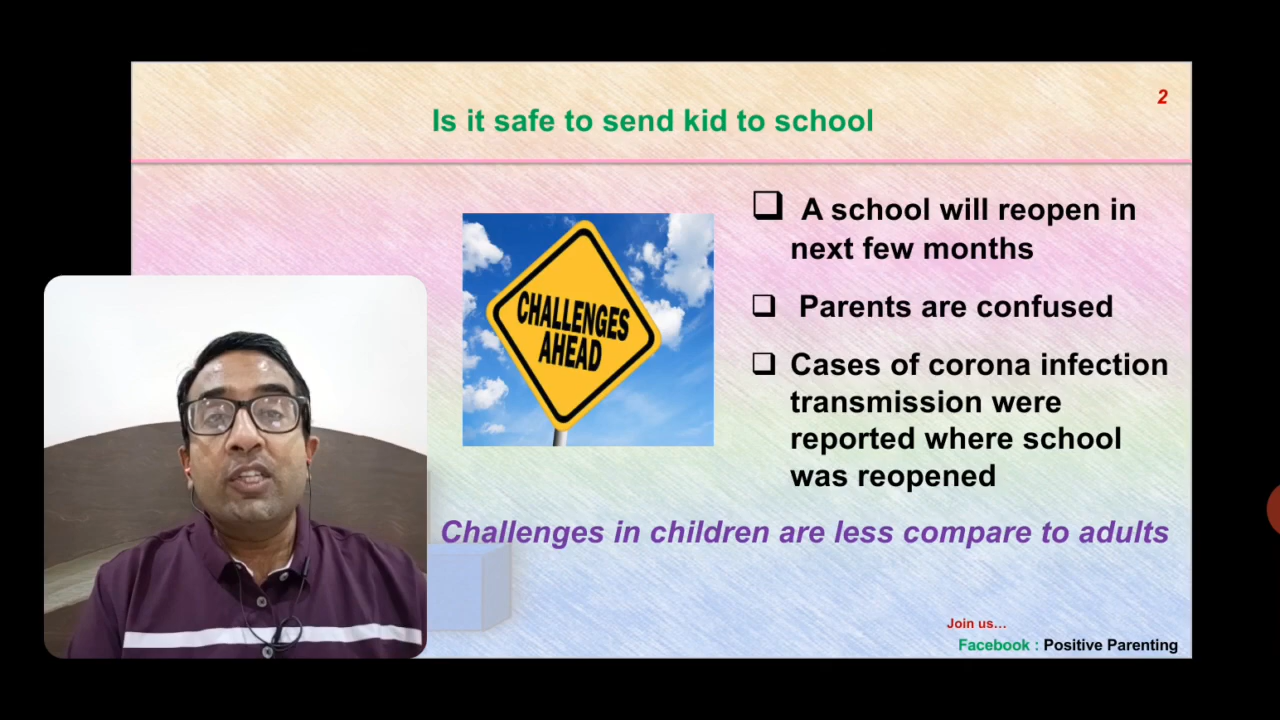 2
Is it safe to send kid to school
CHALLENGES
AHEAD
❑ A school will reopen in
next few months
❑ Parents are confused
❑ Cases of corona infection
transmission were
reported where school
was reopened
Challenges in children are less compare to adults
Join us...
Facebook : Positive Parenting